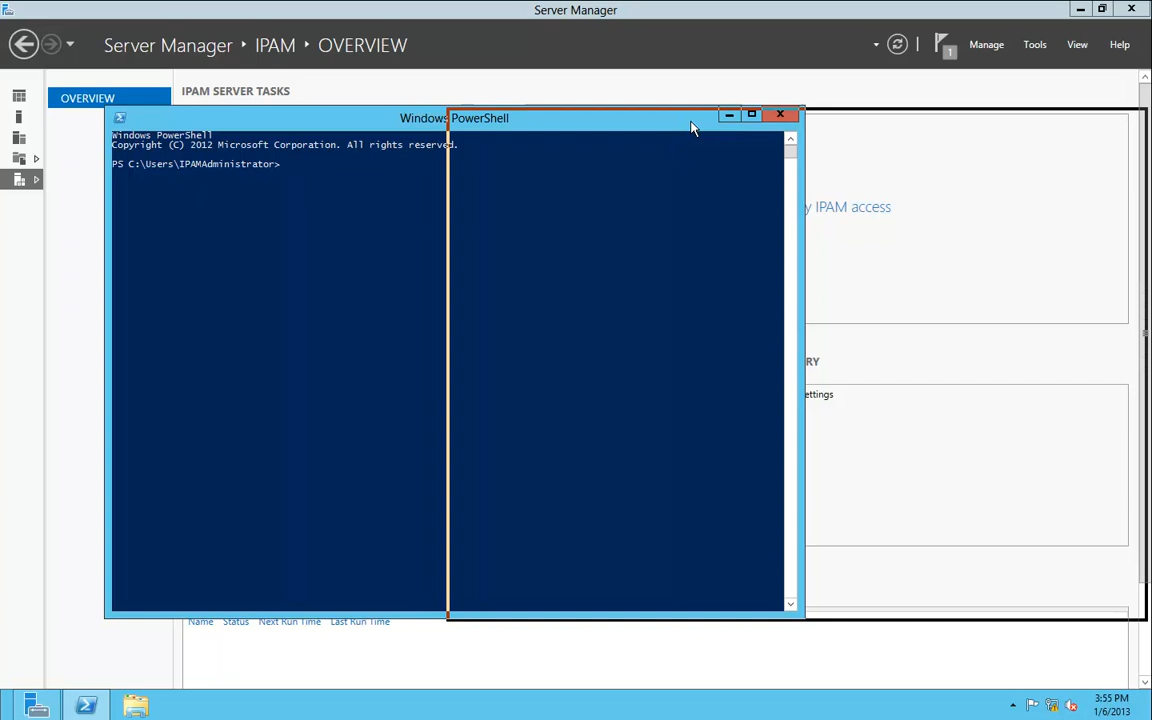 Server Manager
Server Manager ‣ IPAM ‣ OVERVIEW
1
Manage
Tools
View
Help
OVERVIEW
IPAM SERVER TASKS
Windows PowerShell
Windows PowerShell
Copyright (C) 2012 Microsoft Corporation. All rights reserved.
PS C:\Users\IPAMAdministrator>
y IPAM access
RY
ettings
Name
Status
Next Run Time
Last Run Time
3:55 PM
1/6/2013